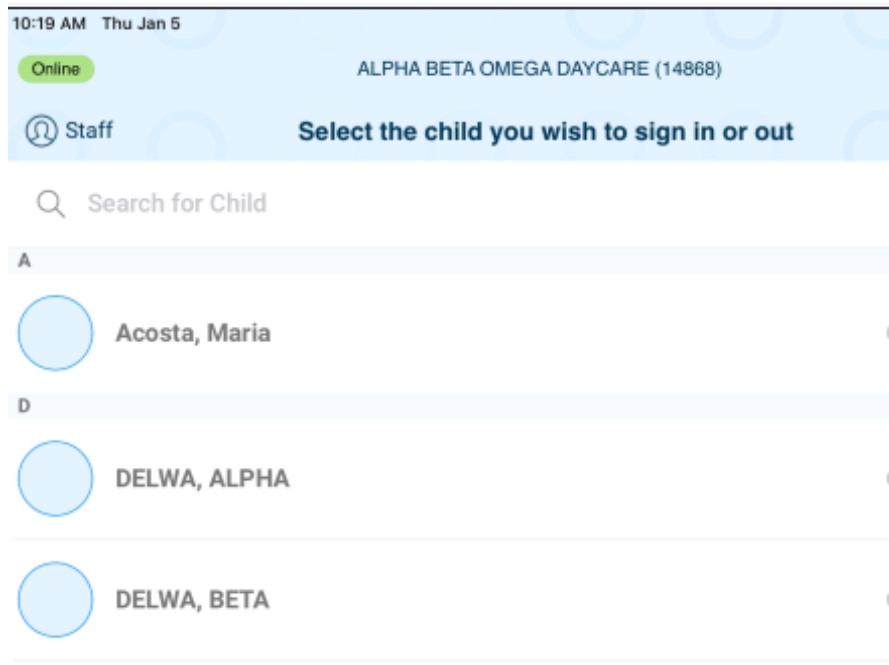 10:19 AM Thu Jan 5
Online
ALPHA BETA OMEGA DAYCARE (14868)
Staff
Select the child you wish to sign in or out
Search for Child
A
Acosta, Maria
D
DELWA, ALPHA
DELWA, BETA